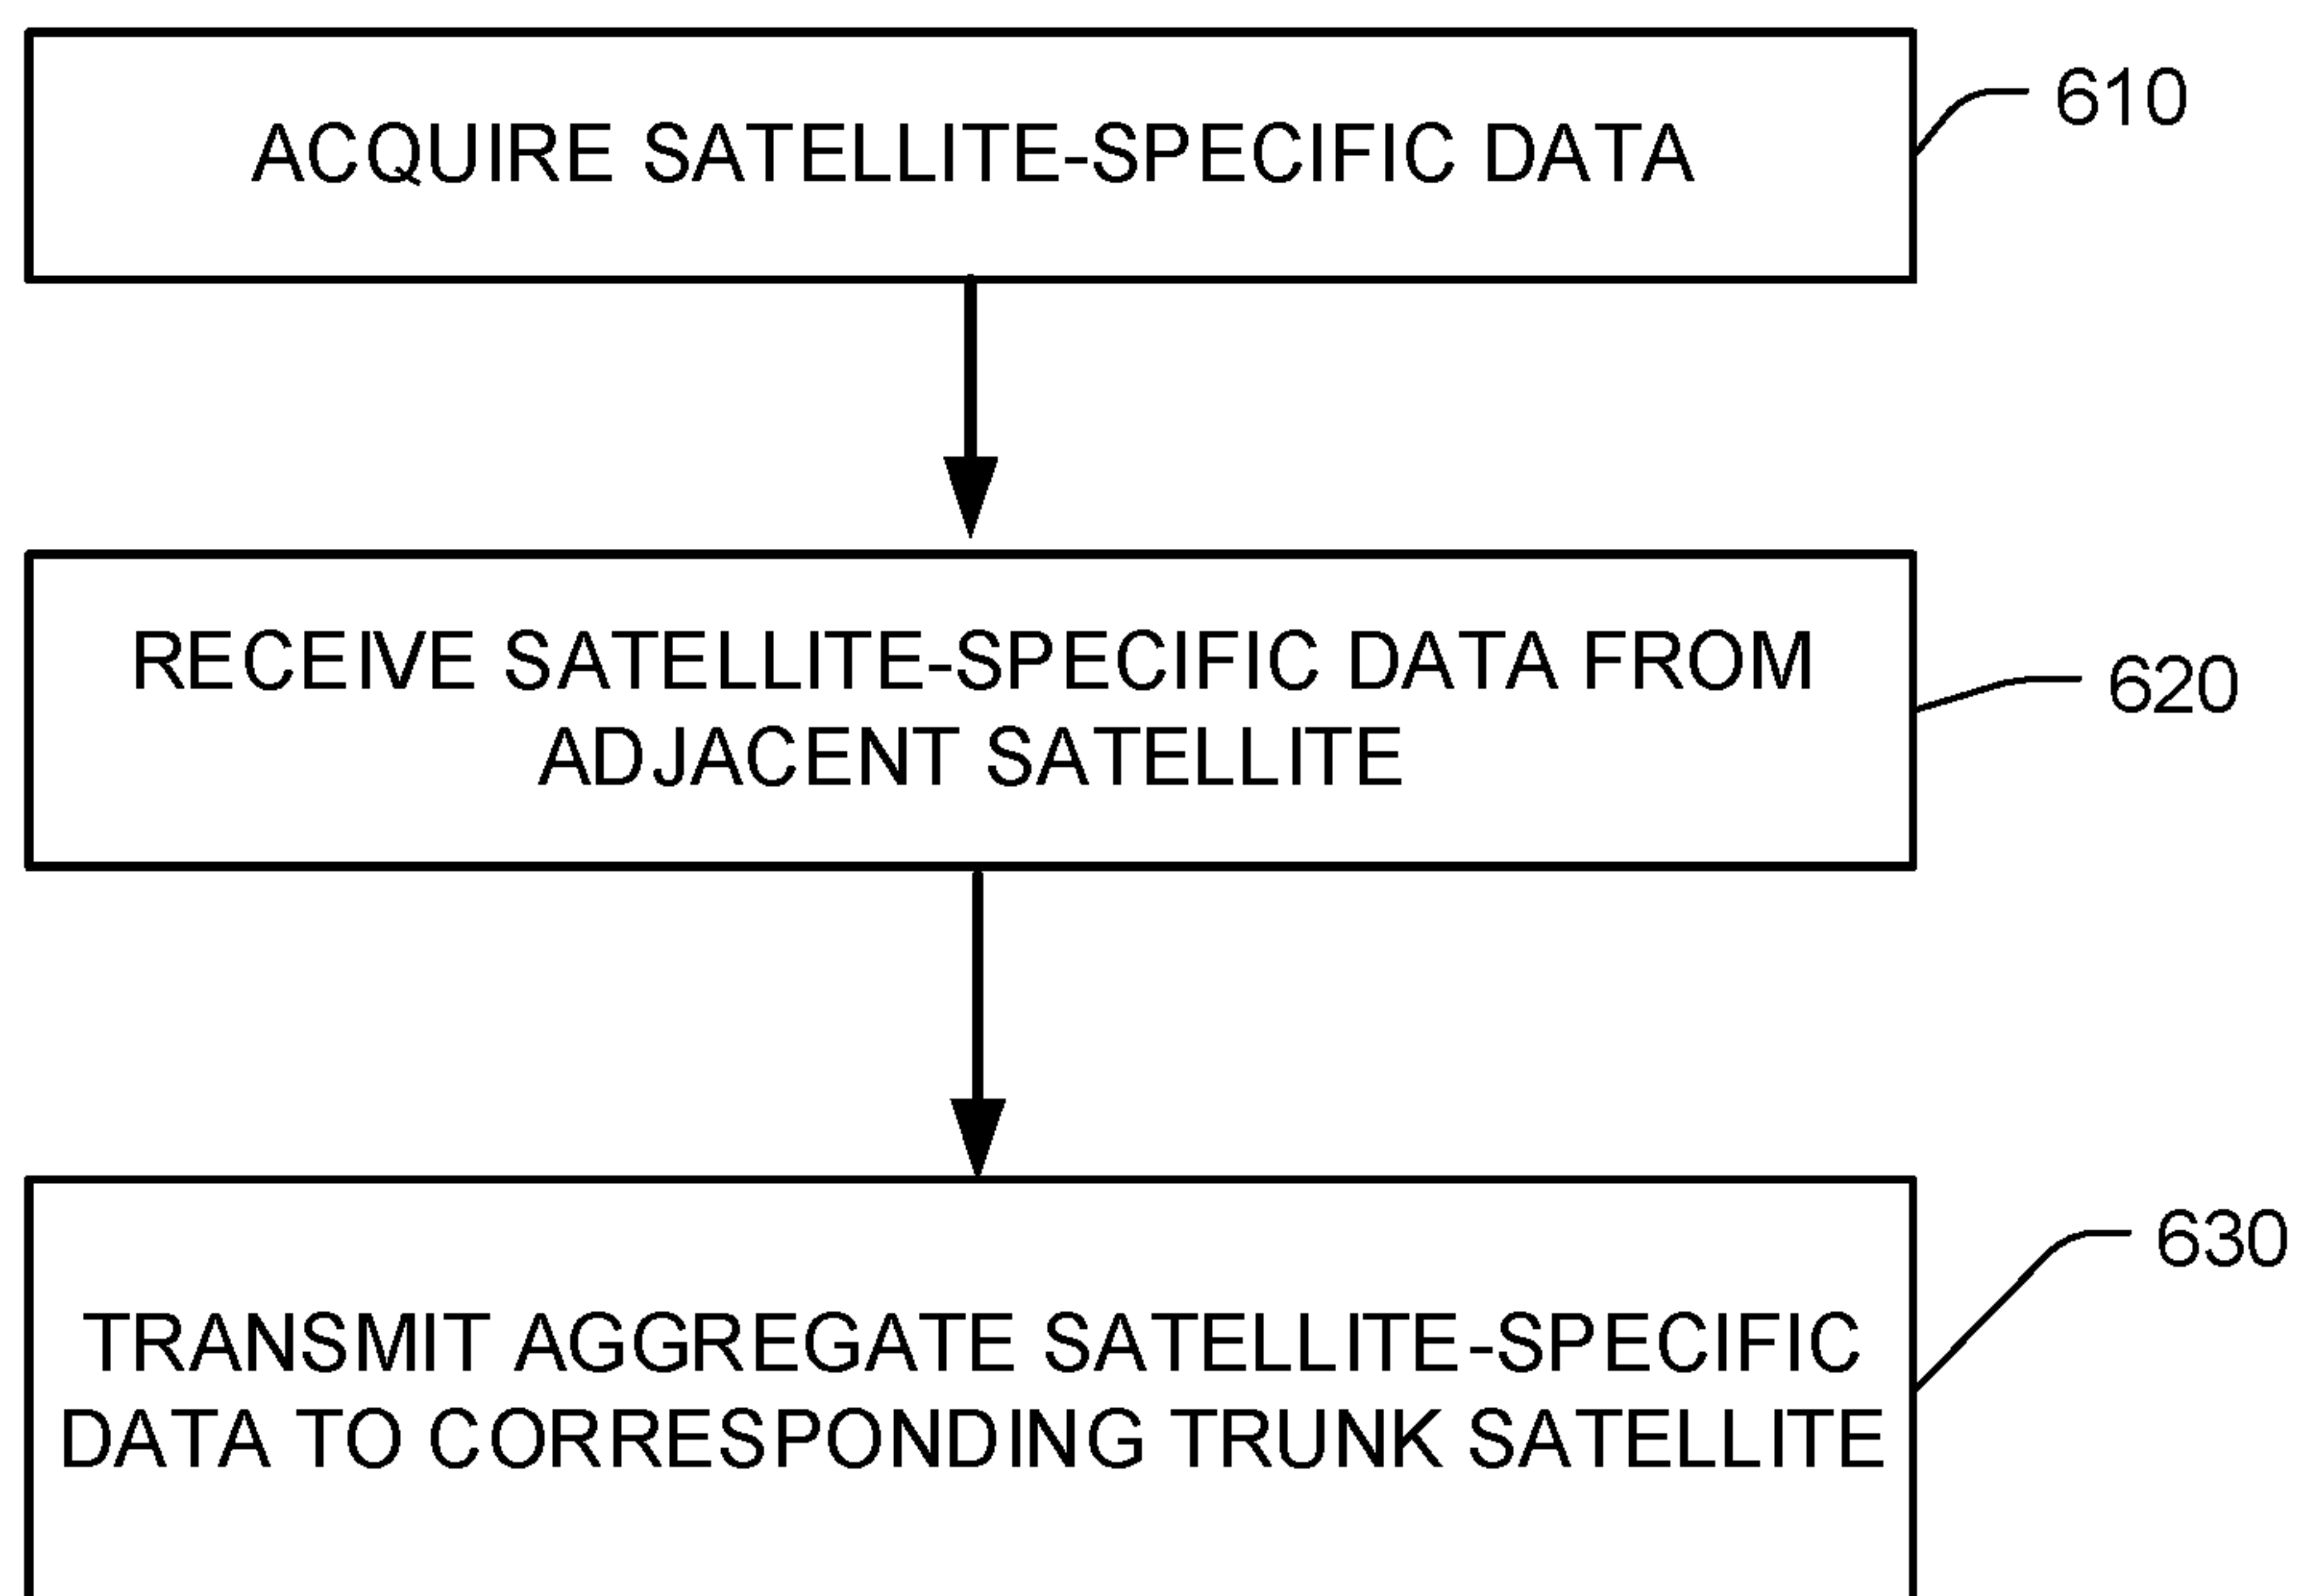 ACQUIRE SATELLITE-SPECIFIC DATA
610
RECEIVE SATELLITE-SPECIFIC DATA FROM
ADJACENT SATELLITE
620
TRANSMIT AGGREGATE SATELLITE-SPECIFIC
DATA TO CORRESPONDING TRUNK SATELLITE
630